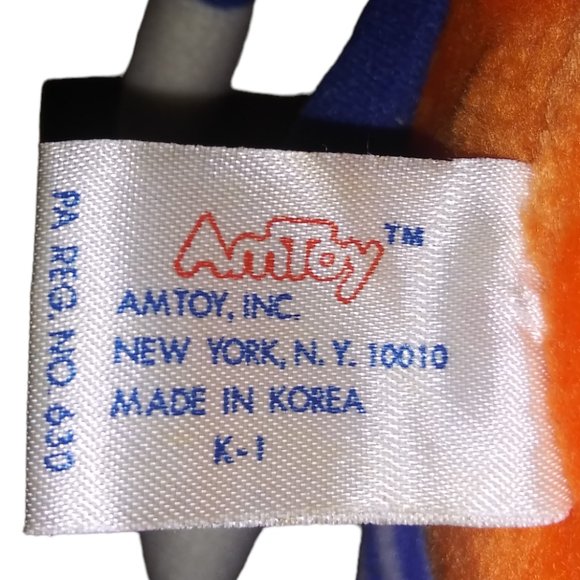 AmToy™
AMTOY, INC.
NEW YORK, N.Y. 10010
MADE IN KOREA
K-1
PA REG. NO. 630